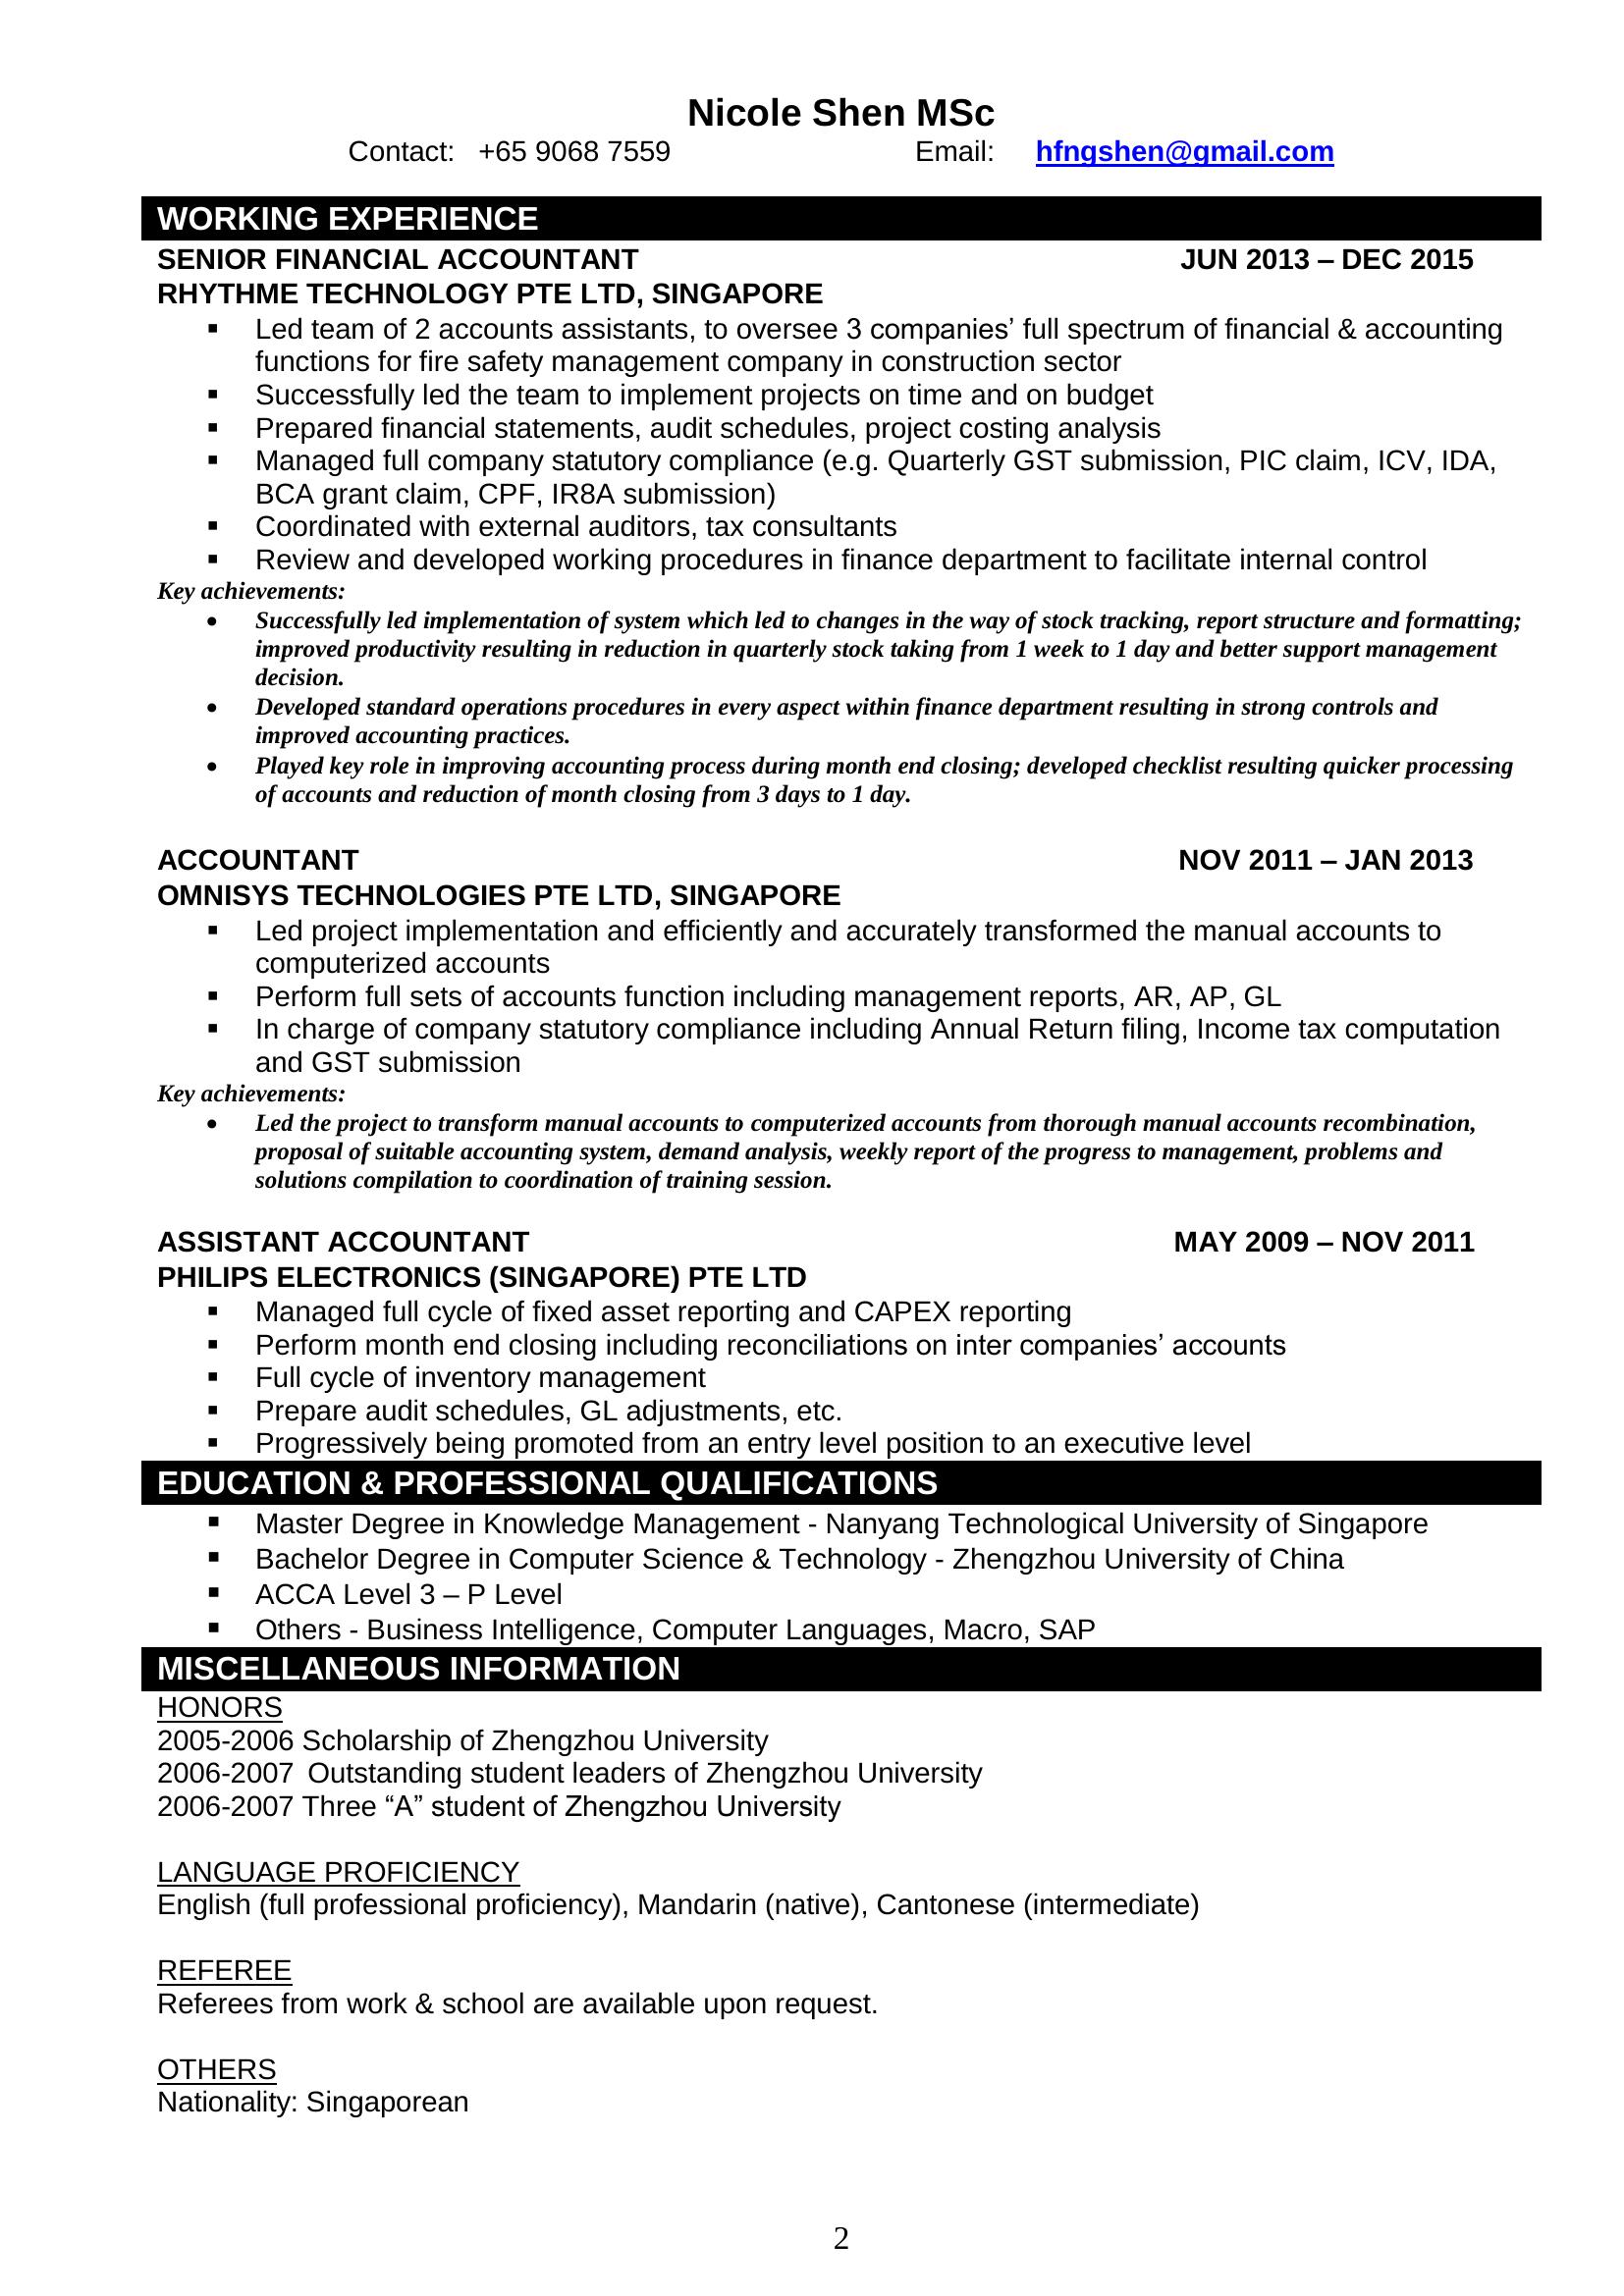 Nicole Shen MSc
Contact: +65 9068 7559 Email: hfngshen@gmail.com
WORKING EXPERIENCE
SENIOR FINANCIAL ACCOUNTANT JUN 2013 – DEC 2015
RHYTHME TECHNOLOGY PTE LTD, SINGAPORE
▪ Led team of 2 accounts assistants, to oversee 3 companies’ full spectrum of financial & accounting
functions for fire safety management company in construction sector
▪ Successfully led the team to implement projects on time and on budget
▪ Prepared financial statements, audit schedules, project costing analysis
▪ Managed full company statutory compliance (e.g. Quarterly GST submission, PIC claim, ICV, IDA,
BCA grant claim, CPF, IR8A submission)
▪ Coordinated with external auditors, tax consultants
▪ Review and developed working procedures in finance department to facilitate internal control
Key achievements:
• Successfully led implementation of system which led to changes in the way of stock tracking, report structure and formatting;
improved productivity resulting in reduction in quarterly stock taking from 1 week to 1 day and better support management
decision.
• Developed standard operations procedures in every aspect within finance department resulting in strong controls and
improved accounting practices.
• Played key role in improving accounting process during month end closing; developed checklist resulting quicker processing
of accounts and reduction of month closing from 3 days to 1 day.
ACCOUNTANT NOV 2011 – JAN 2013
OMNISYS TECHNOLOGIES PTE LTD, SINGAPORE
▪ Led project implementation and efficiently and accurately transformed the manual accounts to
computerized accounts
▪ Perform full sets of accounts function including management reports, AR, AP, GL
▪ In charge of company statutory compliance including Annual Return filing, Income tax computation
and GST submission
Key achievements:
• Led the project to transform manual accounts to computerized accounts from thorough manual accounts recombination,
proposal of suitable accounting system, demand analysis, weekly report of the progress to management, problems and
solutions compilation to coordination of training session.
ASSISTANT ACCOUNTANT MAY 2009 – NOV 2011
PHILIPS ELECTRONICS (SINGAPORE) PTE LTD
▪ Managed full cycle of fixed asset reporting and CAPEX reporting
▪ Perform month end closing including reconciliations on inter companies’ accounts
▪ Full cycle of inventory management
▪ Prepare audit schedules, GL adjustments, etc.
▪ Progressively being promoted from an entry level position to an executive level
EDUCATION & PROFESSIONAL QUALIFICATIONS
▪ Master Degree in Knowledge Management - Nanyang Technological University of Singapore
▪ Bachelor Degree in Computer Science & Technology - Zhengzhou University of China
▪ ACCA Level 3 – P Level
▪ Others - Business Intelligence, Computer Languages, Macro, SAP
MISCELLANEOUS INFORMATION
HONORS
2005-2006 Scholarship of Zhengzhou University
2006-2007 Outstanding student leaders of Zhengzhou University
2006-2007 Three “A” student of Zhengzhou University
LANGUAGE PROFICIENCY
English (full professional proficiency), Mandarin (native), Cantonese (intermediate)
REFEREE
Referees from work & school are available upon request.
OTHERS
Nationality: Singaporean
2